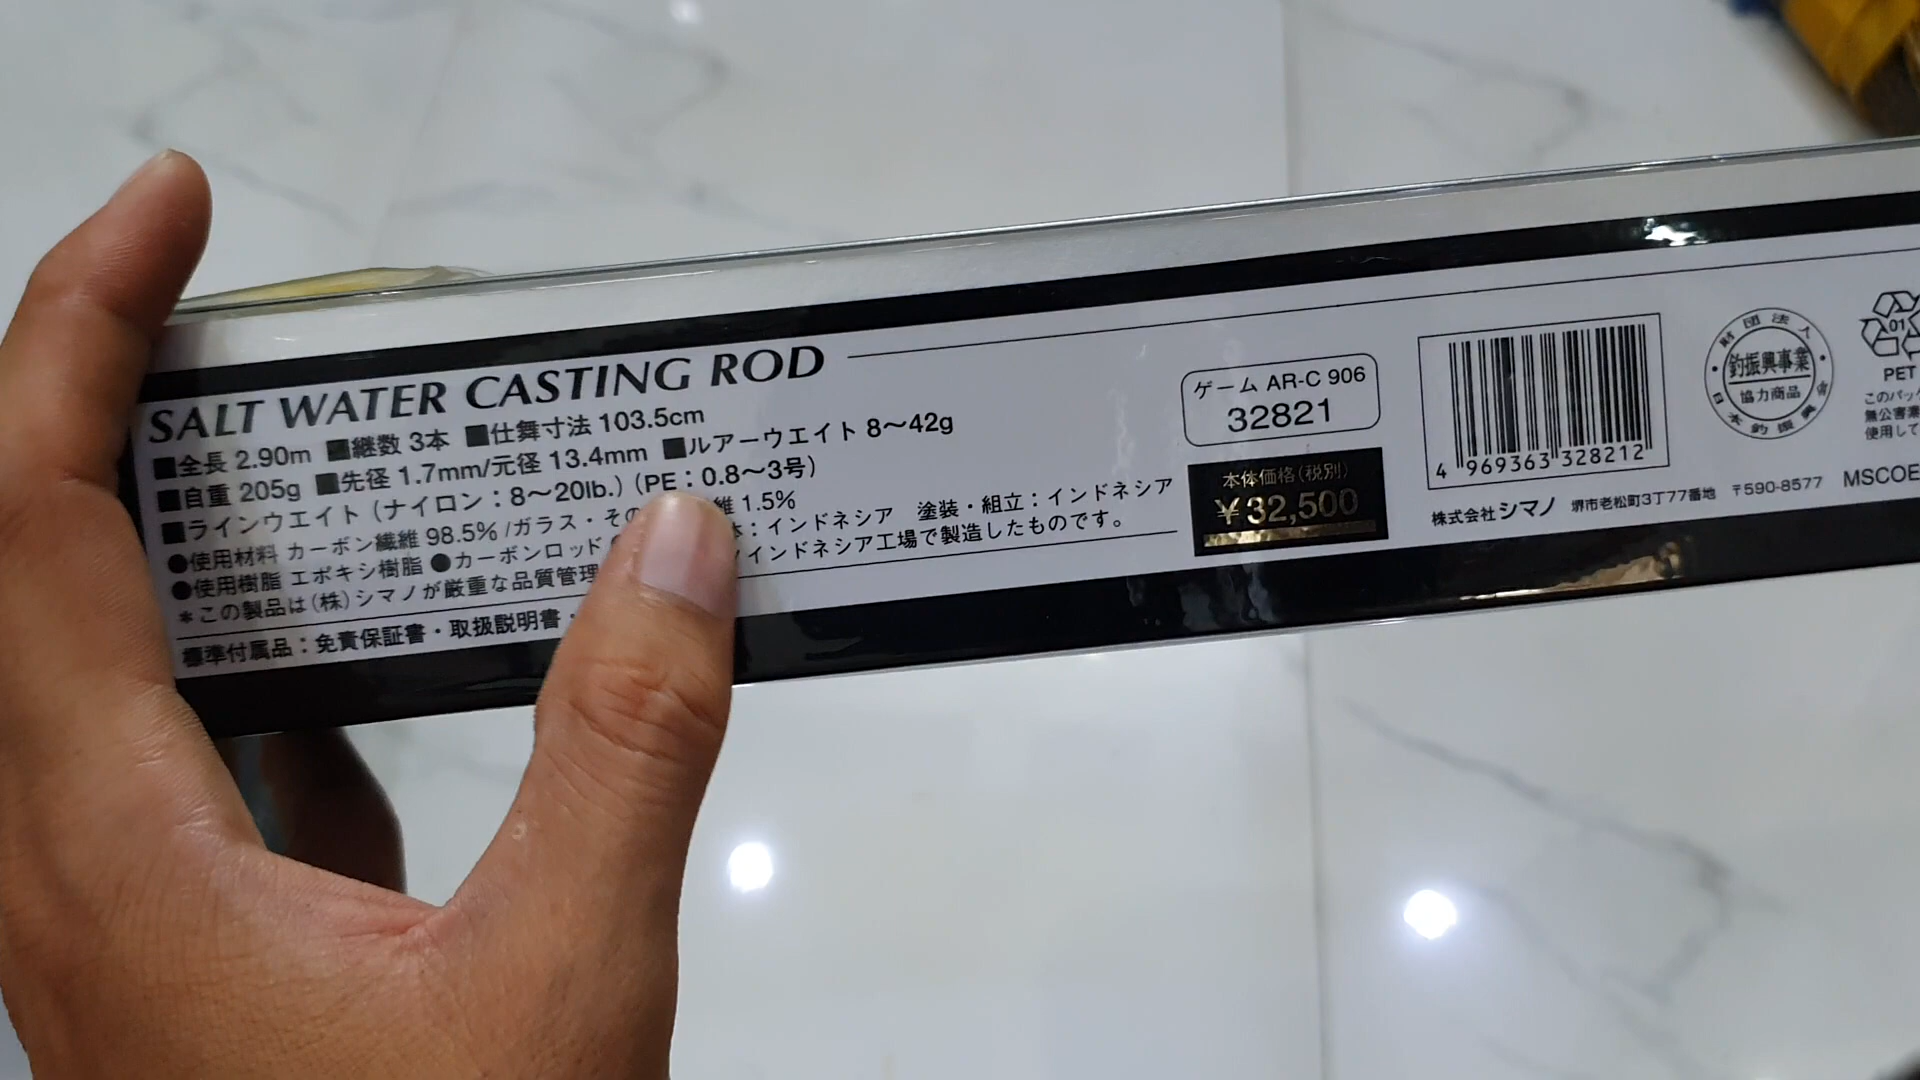 SALT WATER CASTING ROD
■全長 2.90m ■継数 3本 ■仕舞寸法 103.5cm
■自重 205g ■先径 1.7mm/元径 13.4mm ■ルアーウエイト 8〜42g
■ラインウエイト (ナイロン:8〜20lb.) (PE:0.8〜3号)
●使用材料 カーボン繊維 98.5% /ガラス・その 維 1.5%
●使用樹脂 エポキシ樹脂 ●カーボンロッド 体:インドネシア 塗装・組立:インドネシア
*この製品は(株)シマノが厳重な品質管理 インドネシア工場で製造したものです。
標準付属品:免責保証書・取扱説明書・
ゲーム AR-C 906
32821
本体価格(税別)
¥32,500
4 969363 328212
株式会社シマノ 堺市老松町3丁77番地 〒590-8577 MSCOE
財団法人
釣振興事業
協力商品
日本釣振興会
01
PET
このパッケ
無公害素
使用して